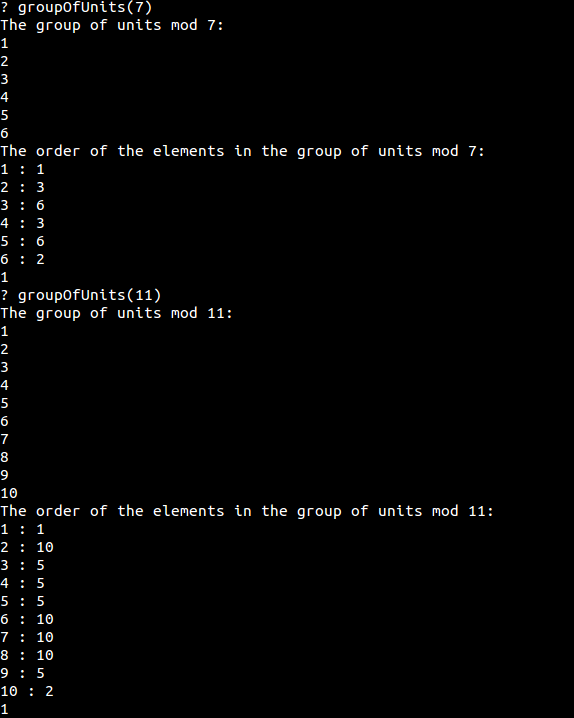 ? groupOfUnits(7)
The group of units mod 7:
1
2
3
4
5
6
The order of the elements in the group of units mod 7:
1 : 1
2 : 3
3 : 6
4 : 3
5 : 6
6 : 2
1
? groupOfUnits(11)
The group of units mod 11:
1
2
3
4
5
6
7
8
9
10
The order of the elements in the group of units mod 11:
1 : 1
2 : 10
3 : 5
4 : 5
5 : 5
6 : 10
7 : 10
8 : 10
9 : 5
10 : 2
1